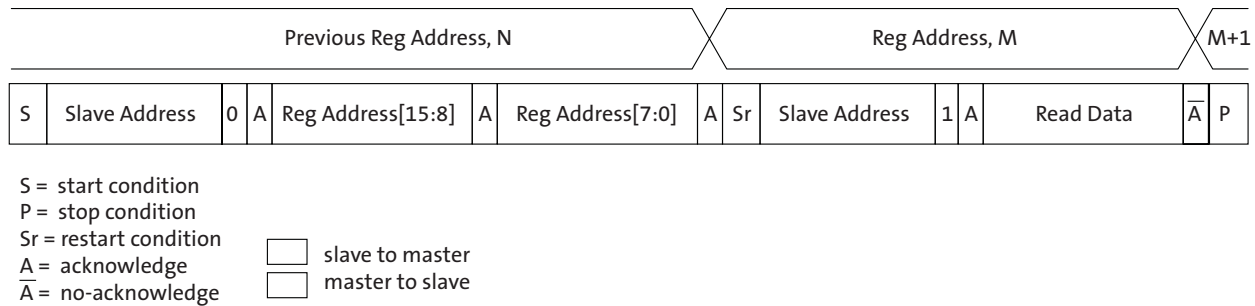 Previous Reg Address, N Reg Address, M M+1
S Slave Address 0 A Reg Address[15:8] A Reg Address[7:0] A Sr Slave Address 1 A Read Data A̅ P
S = start condition
P = stop condition
Sr = restart condition
A = acknowledge
A̅ = no-acknowledge
slave to master
master to slave